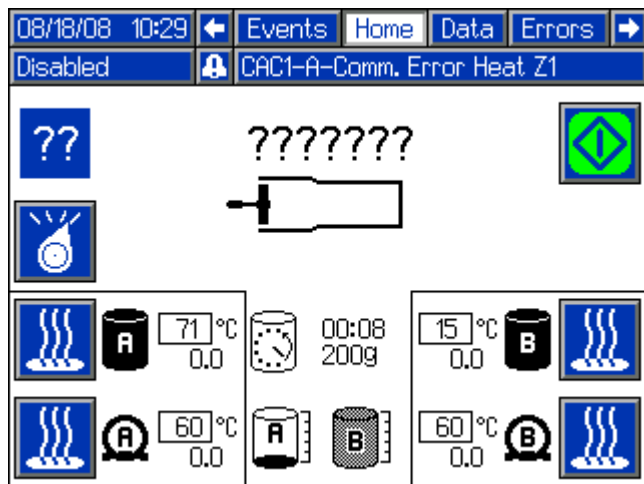 08/18/08 10:29 Events Home Data Errors
Disabled CAC1-A-Comm. Error Heat Z1
?? ???????
A 71 °C 00:08 15 °C B
0.0 200g 0.0
A 60 °C A B 60 °C B
0.0 0.0